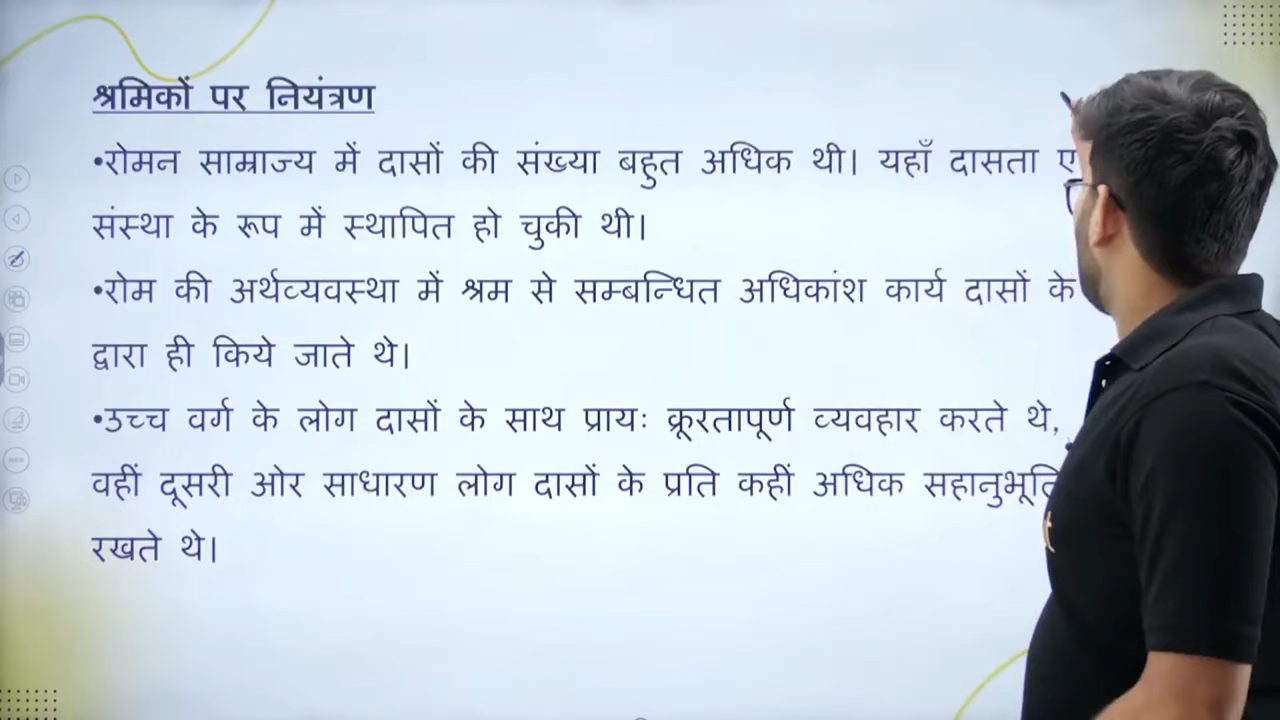 श्रमिकों पर नियंत्रण
•रोमन साम्राज्य में दासों की संख्या बहुत अधिक थी। यहाँ दासता
संस्था के रूप में स्थापित हो चुकी थी।
•रोम की अर्थव्यवस्था में श्रम से सम्बन्धित अधिकांश कार्य दासों के
द्वारा ही किये जाते थे।
•उच्च वर्ग के लोग दासों के साथ प्रायः क्रूरतापूर्ण व्यवहार करते थे,
वहीं दूसरी ओर साधारण लोग दासों के प्रति कहीं अधिक सहानुभूति
रखते थे।